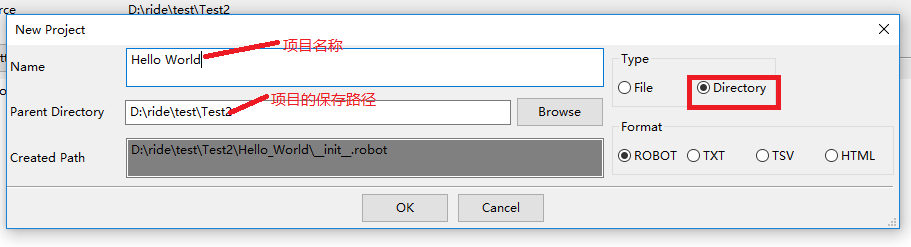 rce
D:\ride\test\Test2
New Project
Name
Hello World
项目名称
Type
File
Directory
Parent Directory
D:\ride\test\Test2
项目的保存路径
Browse
Format
Created Path
D:\ride\test\Test2\Hello_World\__init__.robot
ROBOT
TXT
TSV
HTML
OK
Cancel